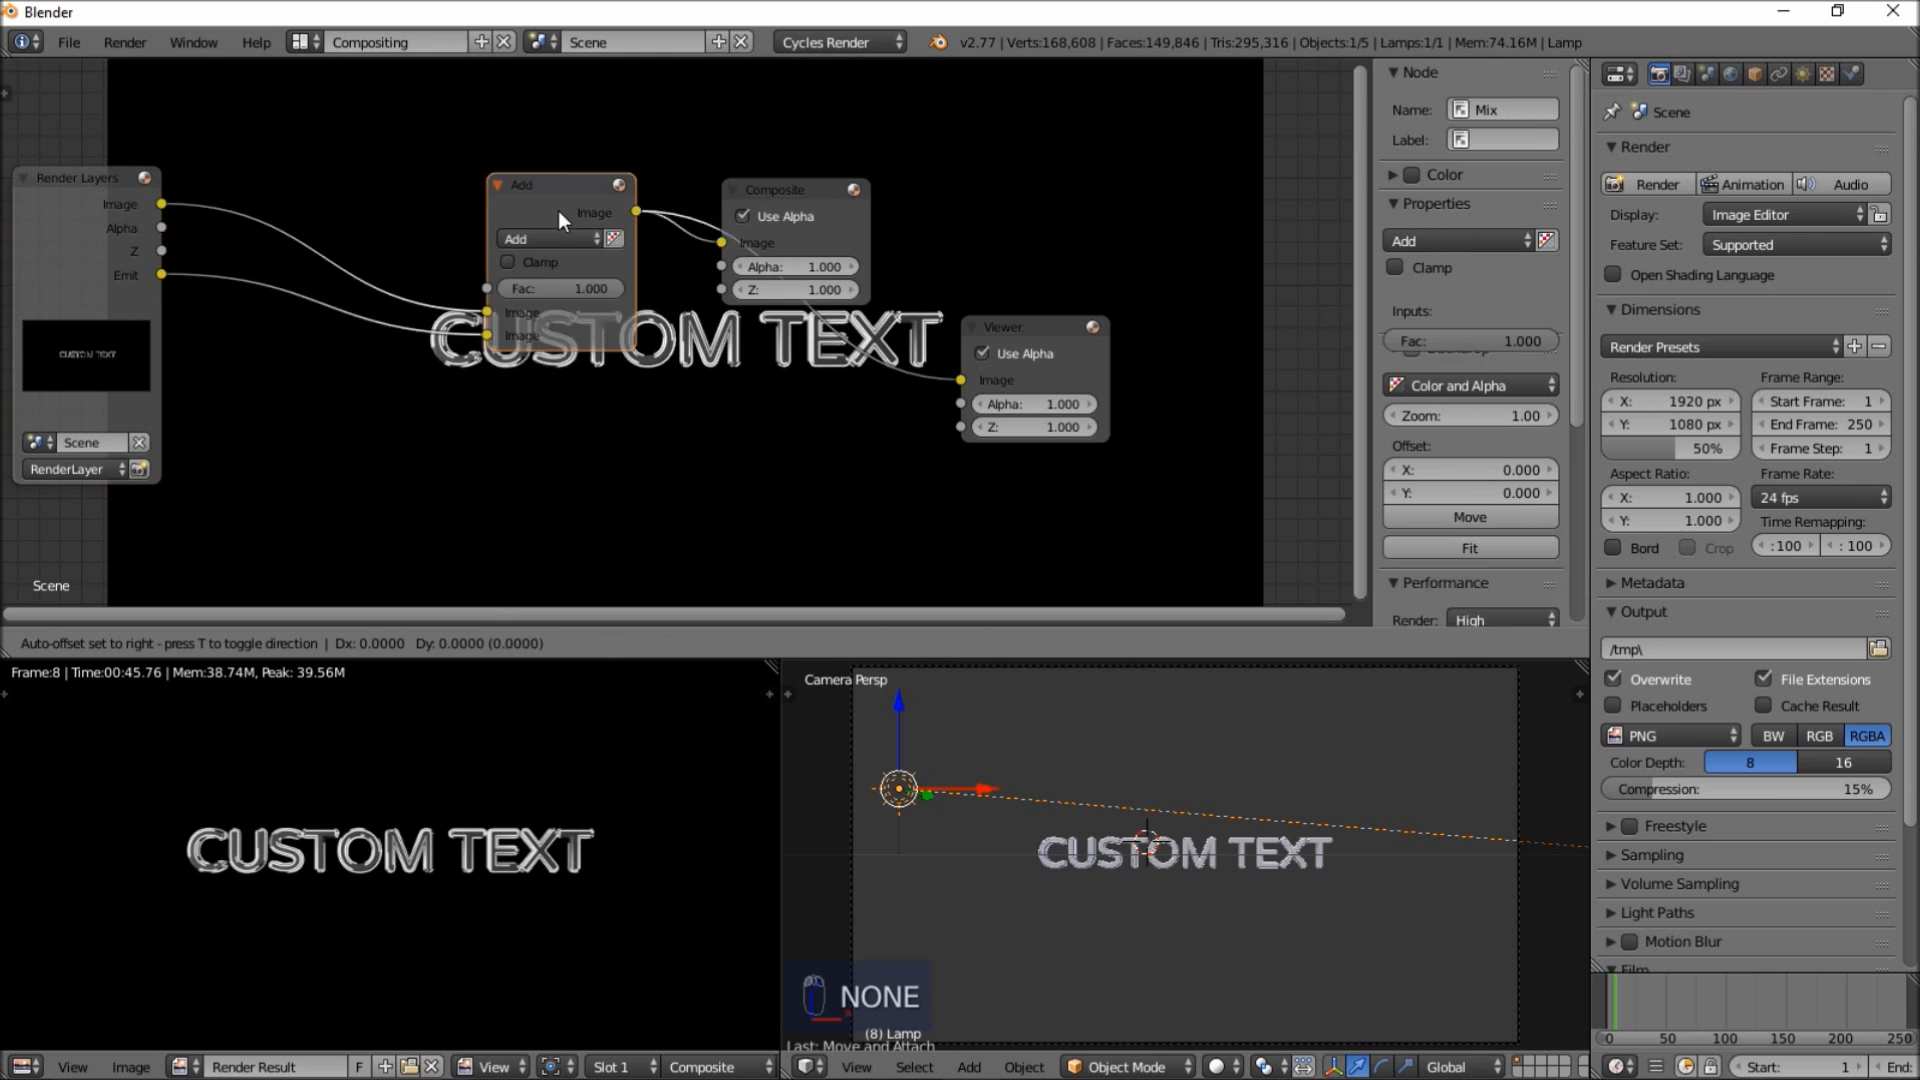 Blender
File Render Window Help Compositing Scene Cycles Render v2.77 | Verts:168,608 | Faces:149,846 | Tris:295,316 | Objects:1/5 | Lamps:1/1 | Mem:74.16M | Lamp
Render Layers
Image
Alpha
Z
Emit
CUSTOM TEXT
Scene
RenderLayer
Add
Image
Add
Clamp
Fac: 1.000
Image
Image
Composite
Use Alpha
Image
Alpha: 1.000
Z: 1.000
CUSTOM TEXT
Viewer
Use Alpha
Image
Alpha: 1.000
Z: 1.000
Scene
Node
Name: Mix
Label:
Color
Properties
Add
Clamp
Inputs:
Fac: 1.000
Color and Alpha
Zoom: 1.00
Offset:
X: 0.000
Y: 0.000
Move
Fit
Performance
Render: High
Scene
Render
Render Animation Audio
Display: Image Editor
Feature Set: Supported
Open Shading Language
Dimensions
Render Presets
Resolution: Frame Range:
X: 1920 px Start Frame: 1
Y: 1080 px End Frame: 250
50% Frame Step: 1
Aspect Ratio: Frame Rate:
X: 1.000 24 fps
Y: 1.000 Time Remapping:
Bord Crop :100 : 100
Metadata
Output
/tmp\
Overwrite File Extensions
Placeholders Cache Result
PNG BW RGB RGBA
Color Depth: 8 16
Compression: 15%
Freestyle
Sampling
Volume Sampling
Light Paths
Motion Blur
Film
Auto-offset set to right - press T to toggle direction | Dx: 0.0000 Dy: 0.0000 (0.0000)
Frame:8 | Time:00:45.76 | Mem:38.74M, Peak: 39.56M
CUSTOM TEXT
Camera Persp
CUSTOM TEXT
NONE
(8) Lamp
Last: Move and Attach
0 50 100 150 200 250
View Image Render Result F View Slot 1 Composite
View Select Add Object Object Mode Global
Start: 1 End: